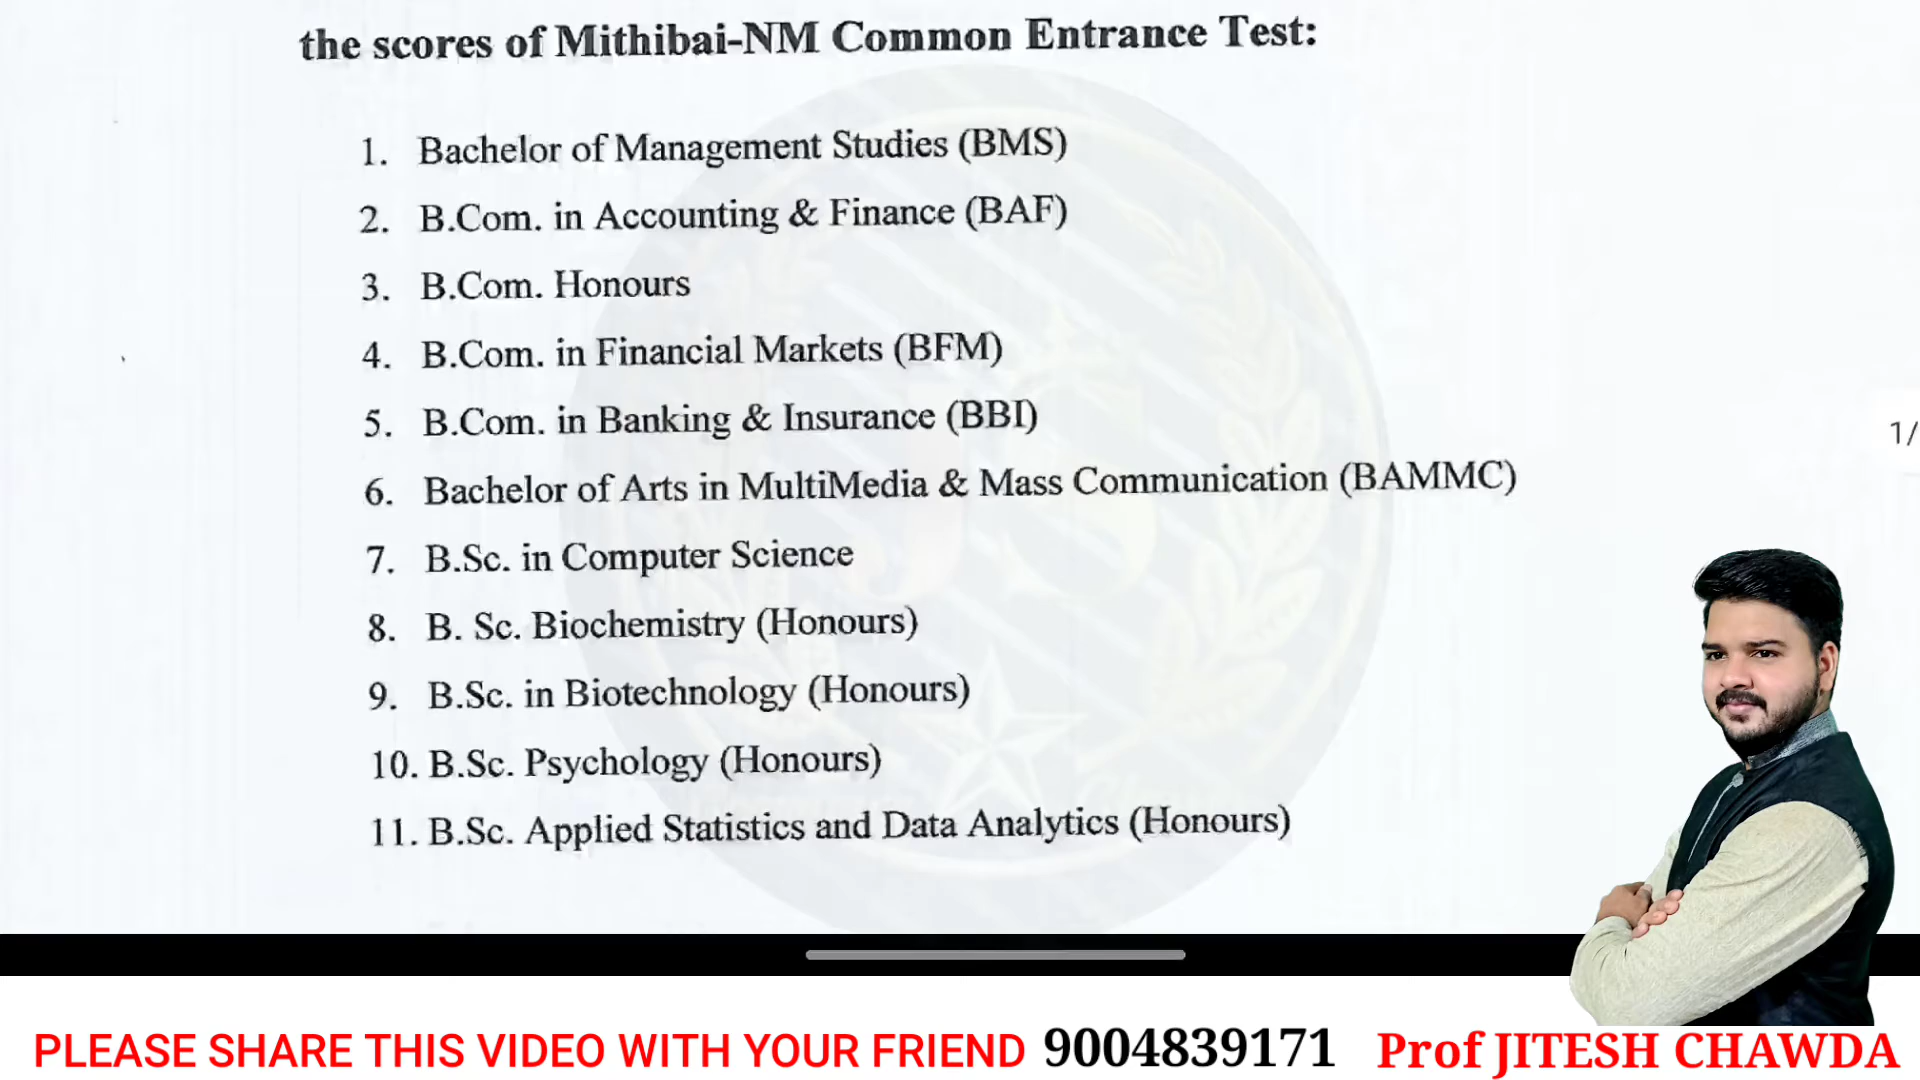 the scores of Mithibai-NM Common Entrance Test:
1. Bachelor of Management Studies (BMS)
2. B.Com. in Accounting & Finance (BAF)
3. B.Com. Honours
4. B.Com. in Financial Markets (BFM)
5. B.Com. in Banking & Insurance (BBI)
1/
6. Bachelor of Arts in MultiMedia & Mass Communication (BAMMC)
7. B.Sc. in Computer Science
8. B. Sc. Biochemistry (Honours)
9. B.Sc. in Biotechnology (Honours)
10. B.Sc. Psychology (Honours)
11. B.Sc. Applied Statistics and Data Analytics (Honours)
PLEASE SHARE THIS VIDEO WITH YOUR FRIEND 9004839171 Prof JITESH CHAWDA